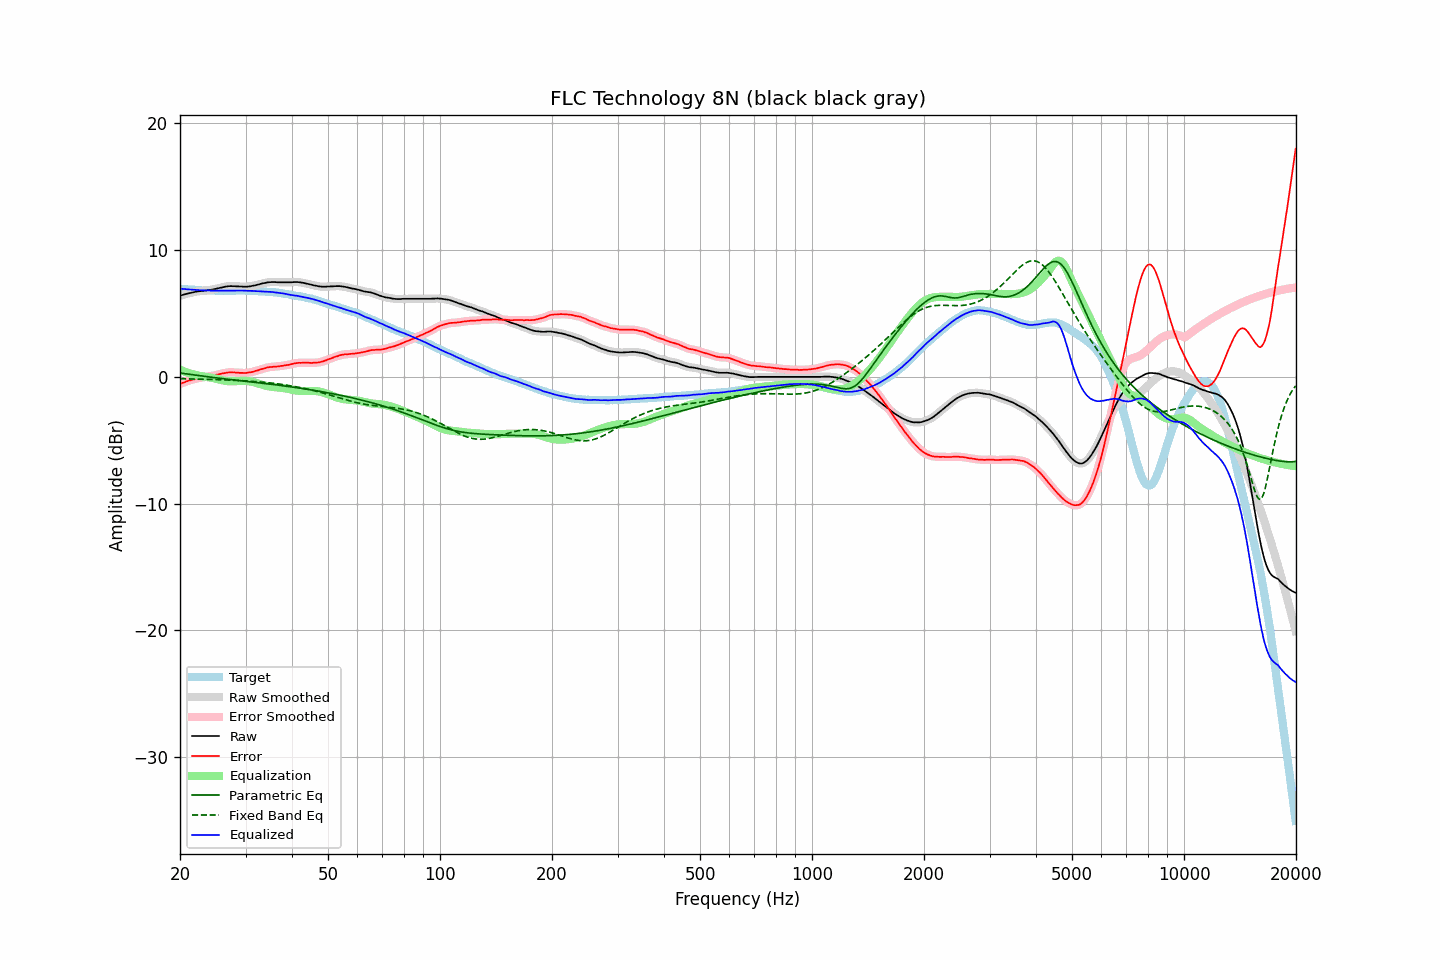 FLC Technology 8N (black black gray)
20
10
0
−10
−20
−30
Amplitude (dBr)
Target
Raw Smoothed
Error Smoothed
Raw
Error
Equalization
Parametric Eq
Fixed Band Eq
Equalized
20 50 100 200 500 1000 2000 5000 10000 20000
Frequency (Hz)